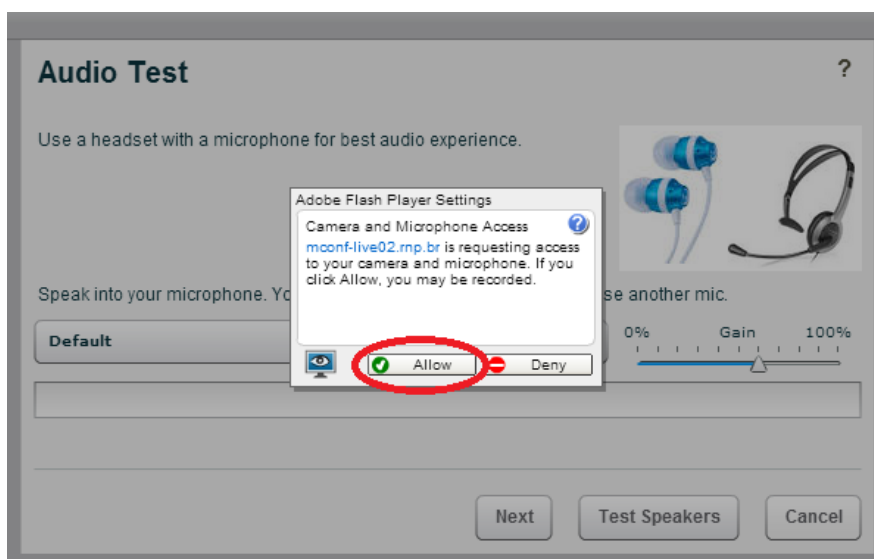 Audio Test
?
Use a headset with a microphone for best audio experience.
Adobe Flash Player Settings
Camera and Microphone Access
mconf-live02.rnp.br is requesting access
to your camera and microphone. If you
click Allow, you may be recorded.
Speak into your microphone. Yo
se another mic.
Default
0% Gain 100%
Allow
Deny
Next
Test Speakers
Cancel